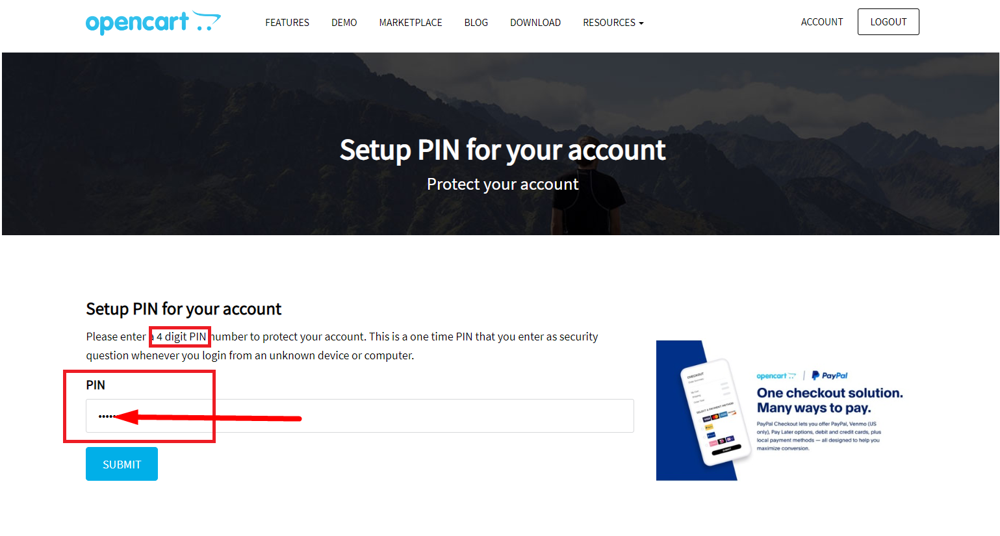 opencart
FEATURES
DEMO
MARKETPLACE
BLOG
DOWNLOAD
RESOURCES
ACCOUNT
LOGOUT
Setup PIN for your account
Protect your account
Setup PIN for your account
Please enter a 4 digit PIN number to protect your account. This is a one time PIN that you enter as security
question whenever you login from an unknown device or computer.
PIN
SUBMIT
CHECKOUT
SELECT A PAYMENT METHOD
SUBMIT
opencart | PayPal
One checkout solution.
Many ways to pay.
PayPal Checkout lets you offer PayPal, Venmo (US
only), Pay Later options, debit and credit cards, plus
local payment methods — all designed to help you
maximize conversion.